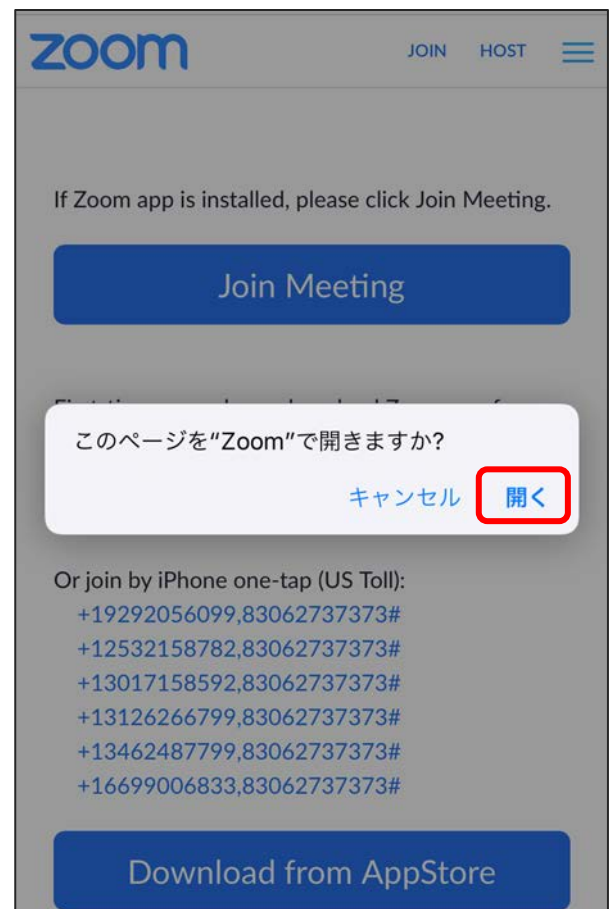 zoom
JOIN HOST
If Zoom app is installed, please click Join Meeting.
Join Meeting
このページを“Zoom”で開きますか?
キャンセル 開く
Or join by iPhone one-tap (US Toll):
+19292056099,83062737373#
+12532158782,83062737373#
+13017158592,83062737373#
+13126266799,83062737373#
+13462487799,83062737373#
+16699006833,83062737373#
Download from AppStore